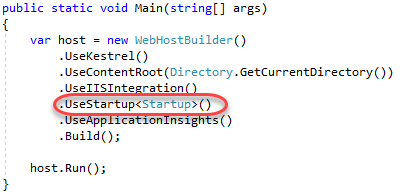 public static void Main(string[] args)
{
var host = new WebHostBuilder()
.UseKestrel()
.UseContentRoot(Directory.GetCurrentDirectory())
.UseIISIntegration()
.UseStartup<Startup>()
.UseApplicationInsights()
.Build();
host.Run();
}